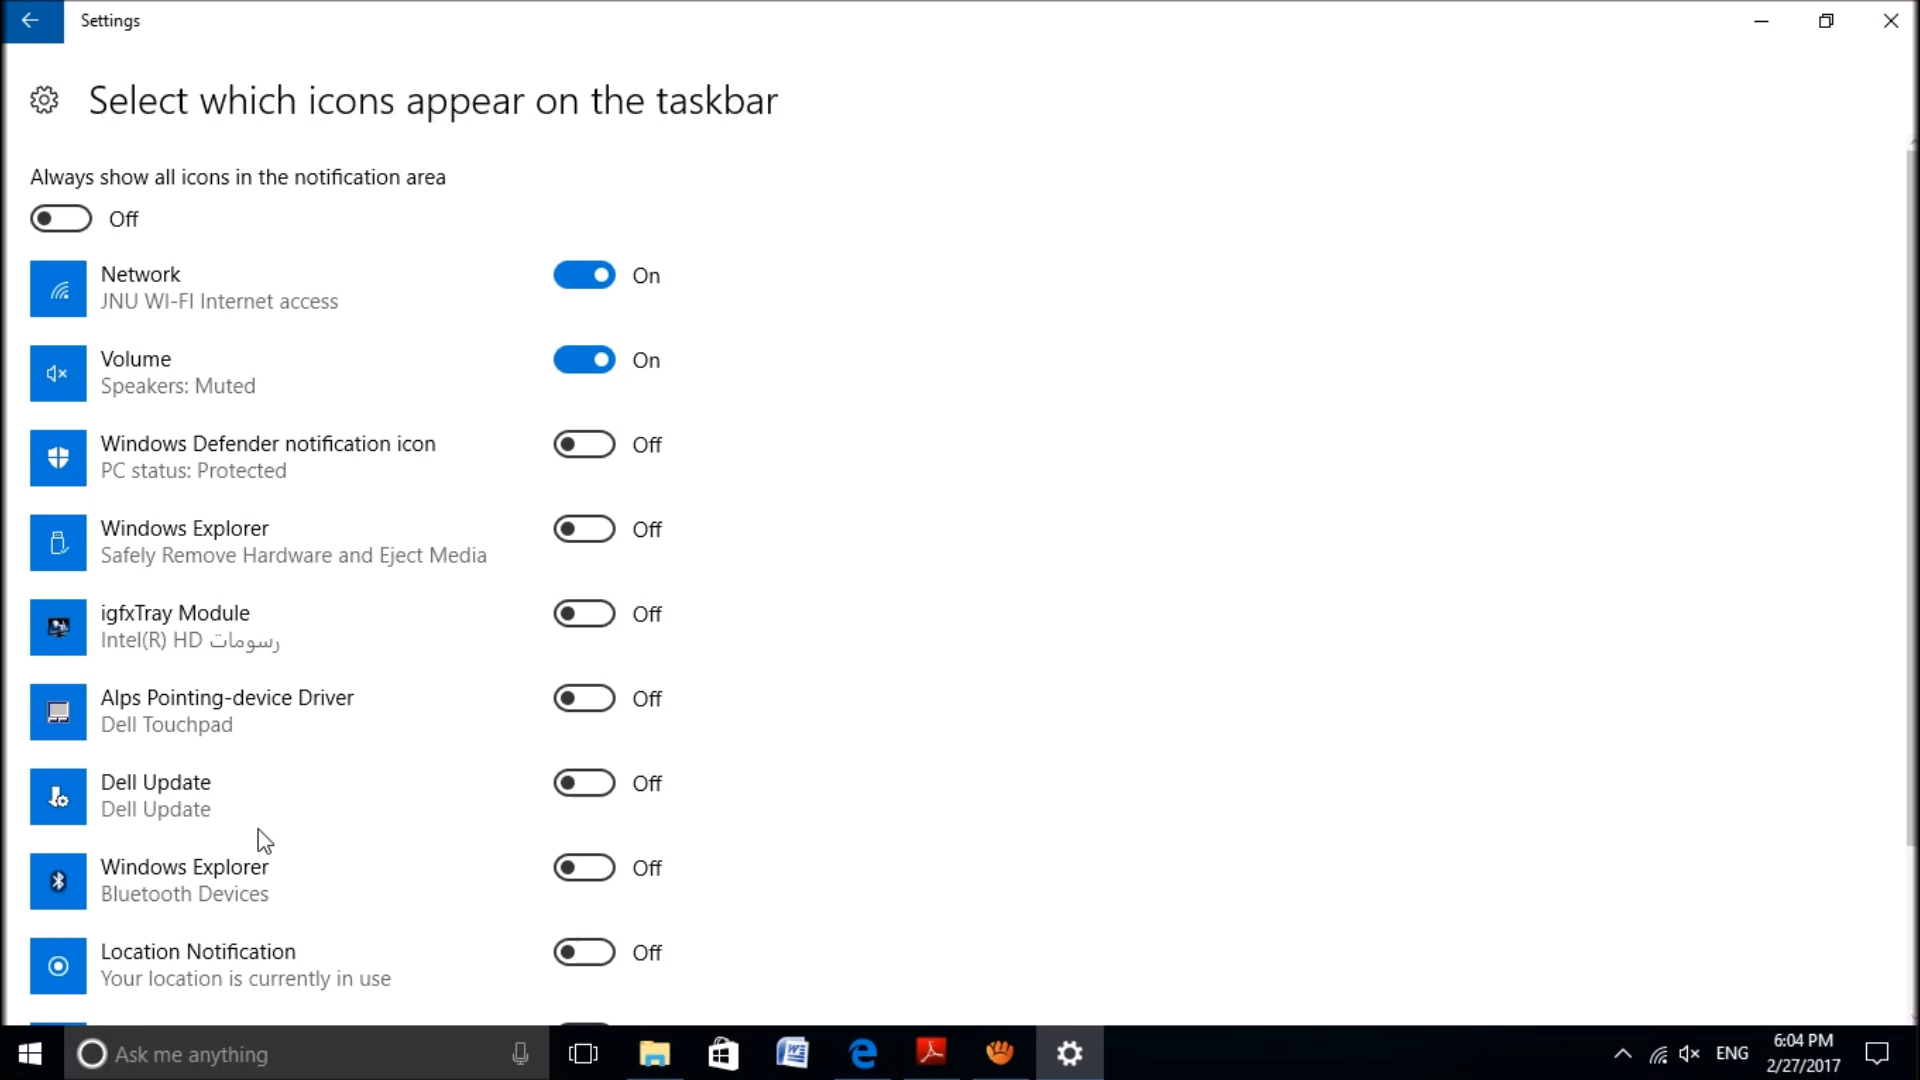 Settings
Select which icons appear on the taskbar
Always show all icons in the notification area
Off
Network
JNU WI-FI Internet access
On
Volume
Speakers: Muted
On
Windows Defender notification icon
PC status: Protected
Off
Windows Explorer
Safely Remove Hardware and Eject Media
Off
igfxTray Module
Intel(R) HD رسومات
Off
Alps Pointing-device Driver
Dell Touchpad
Off
Dell Update
Dell Update
Off
Windows Explorer
Bluetooth Devices
Off
Location Notification
Your location is currently in use
Off
Ask me anything
ENG
6:04 PM
2/27/2017